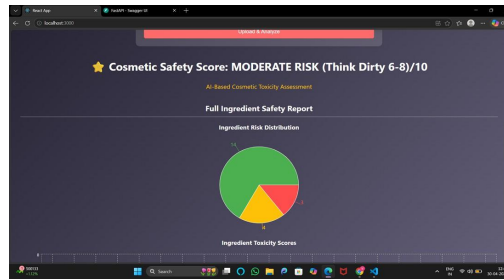 React App
FastAPI - Swagger UI
localhost:3000
Upload & Analyze
Cosmetic Safety Score: MODERATE RISK (Think Dirty 6-8)/10
AI-Based Cosmetic Toxicity Assessment
Full Ingredient Safety Report
Ingredient Risk Distribution
14
3
4
Ingredient Toxicity Scores
Search
ENG
IN